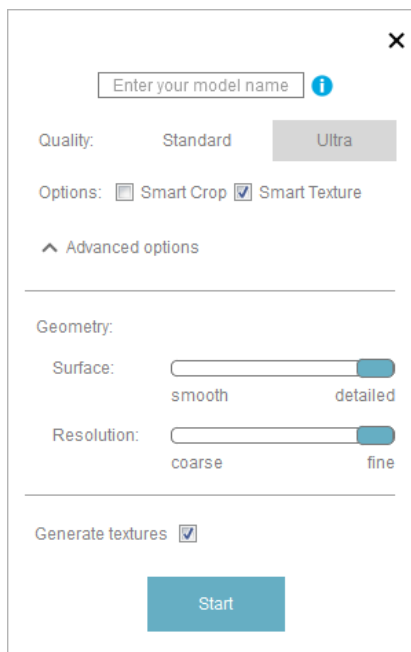 Enter your model name
Quality: Standard Ultra
Options: Smart Crop Smart Texture
Advanced options
Geometry:
Surface:
smooth detailed
Resolution:
coarse fine
Generate textures
Start